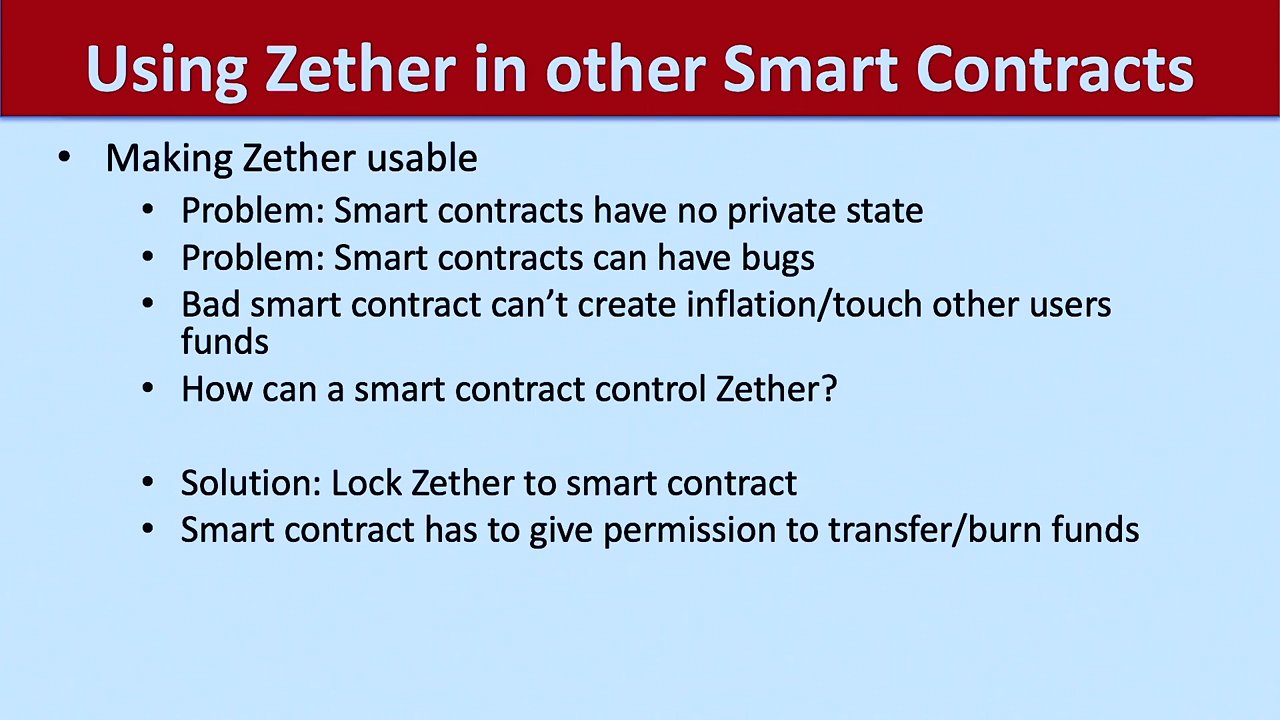 Using Zether in other Smart Contracts
• Making Zether usable
• Problem: Smart contracts have no private state
• Problem: Smart contracts can have bugs
• Bad smart contract can’t create inflation/touch other users
funds
• How can a smart contract control Zether?
• Solution: Lock Zether to smart contract
• Smart contract has to give permission to transfer/burn funds